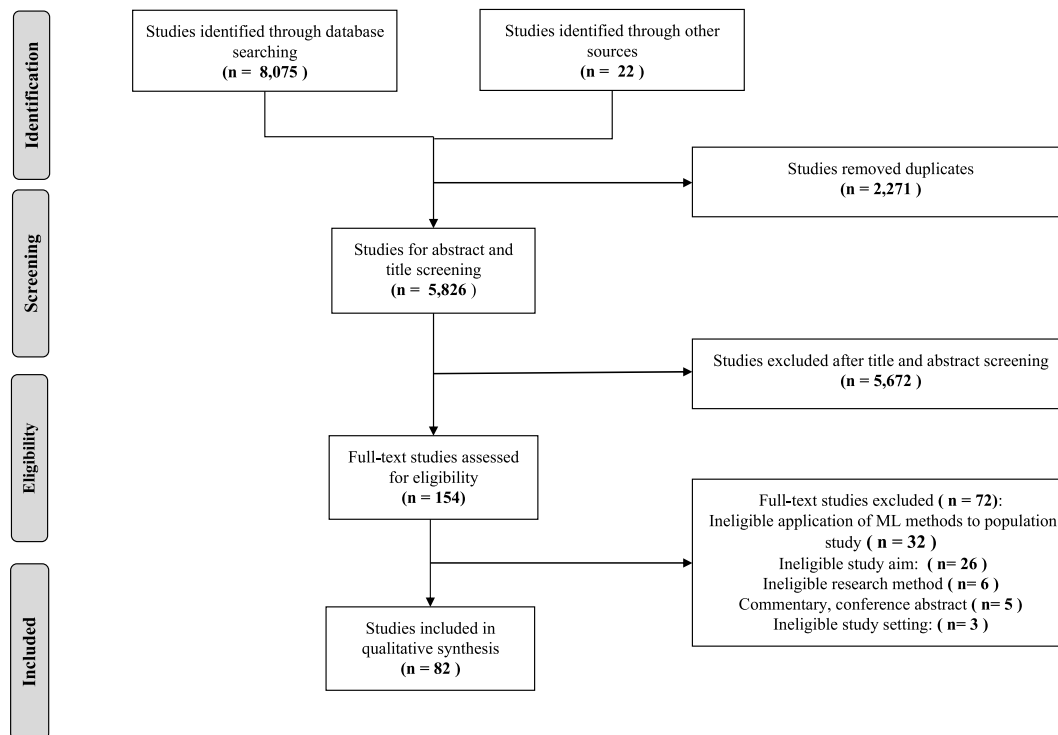 Identification
Studies identified through database
searching
(n = 8,075 )
Studies identified through other
sources
(n = 22 )
Studies removed duplicates
(n = 2,271 )
Screening
Studies for abstract and
title screening
(n = 5,826 )
Studies excluded after title and abstract screening
(n = 5,672 )
Eligibility
Full-text studies assessed
for eligibility
(n = 154)
Full-text studies excluded ( n = 72):
Ineligible application of ML methods to population
study ( n = 32)
Ineligible study aim: ( n= 26)
Ineligible research method ( n= 6)
Commentary, conference abstract ( n= 5 )
Ineligible study setting: ( n= 3 )
Included
Studies included in
qualitative synthesis
(n = 82 )